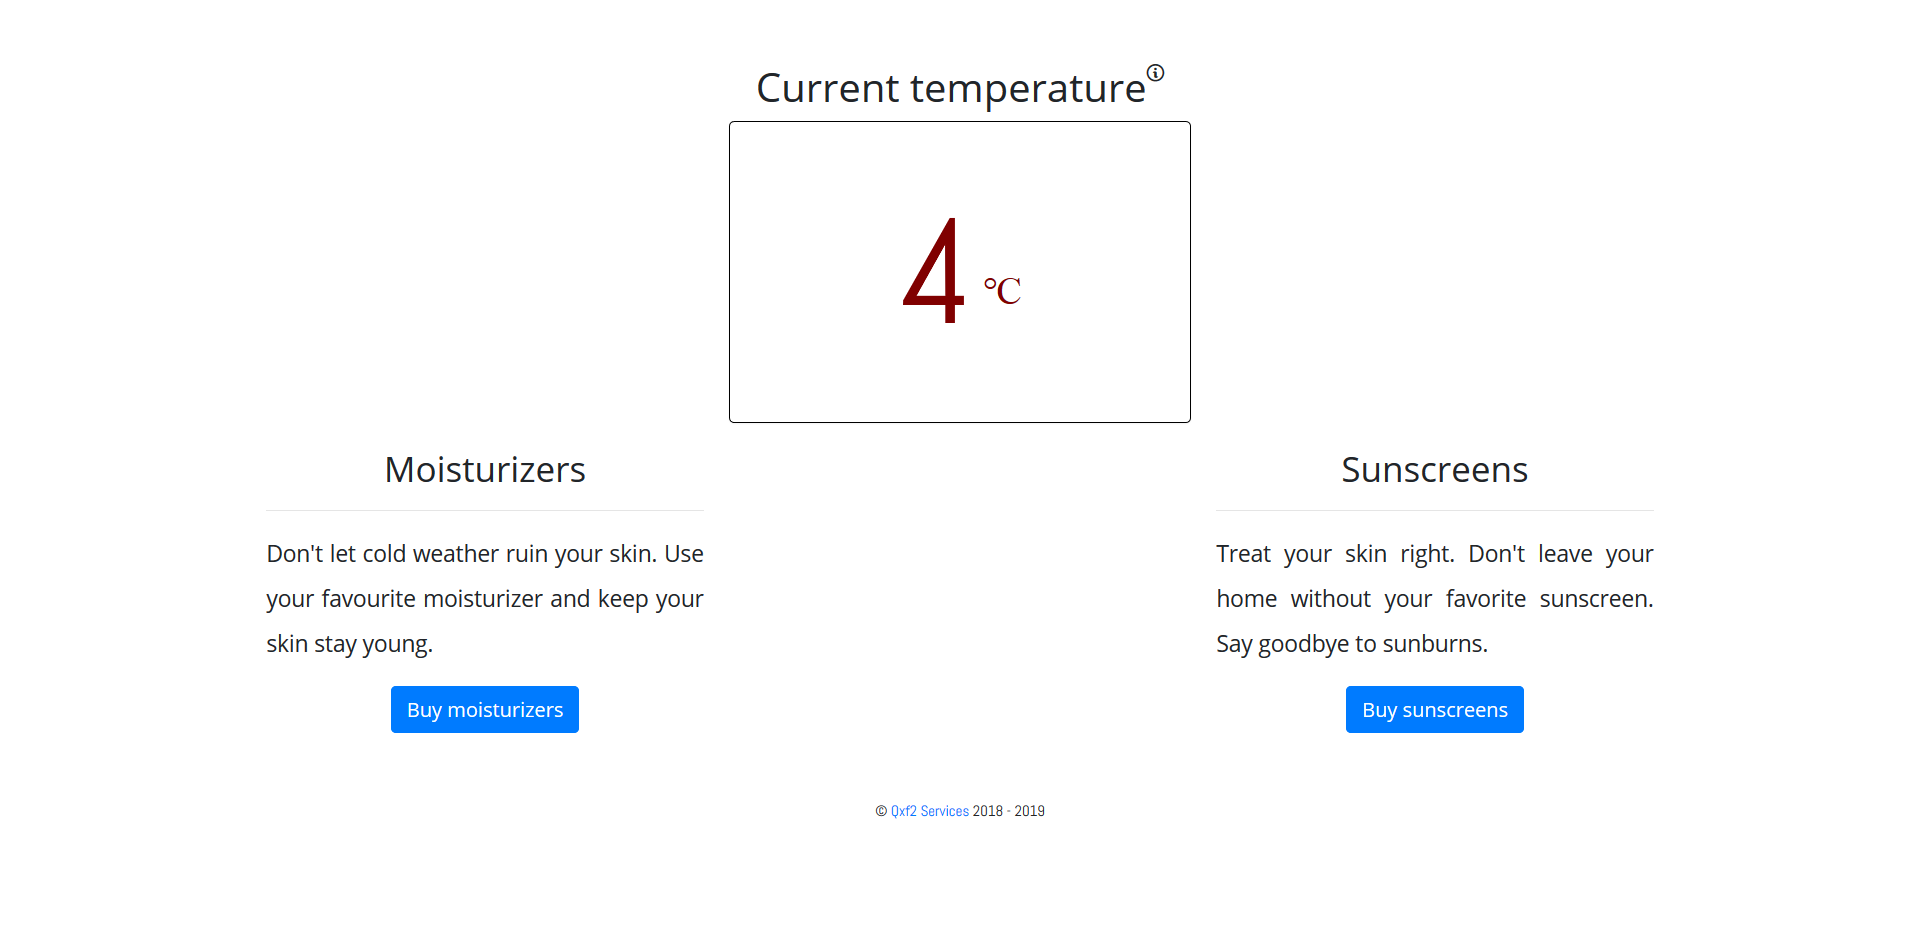 Current temperature
4 ℃
Moisturizers
Don't let cold weather ruin your skin. Use
your favourite moisturizer and keep your
skin stay young.
Buy moisturizers
Sunscreens
Treat your skin right. Don't leave your
home without your favorite sunscreen.
Say goodbye to sunburns.
Buy sunscreens
© Qxf2 Services 2018 - 2019